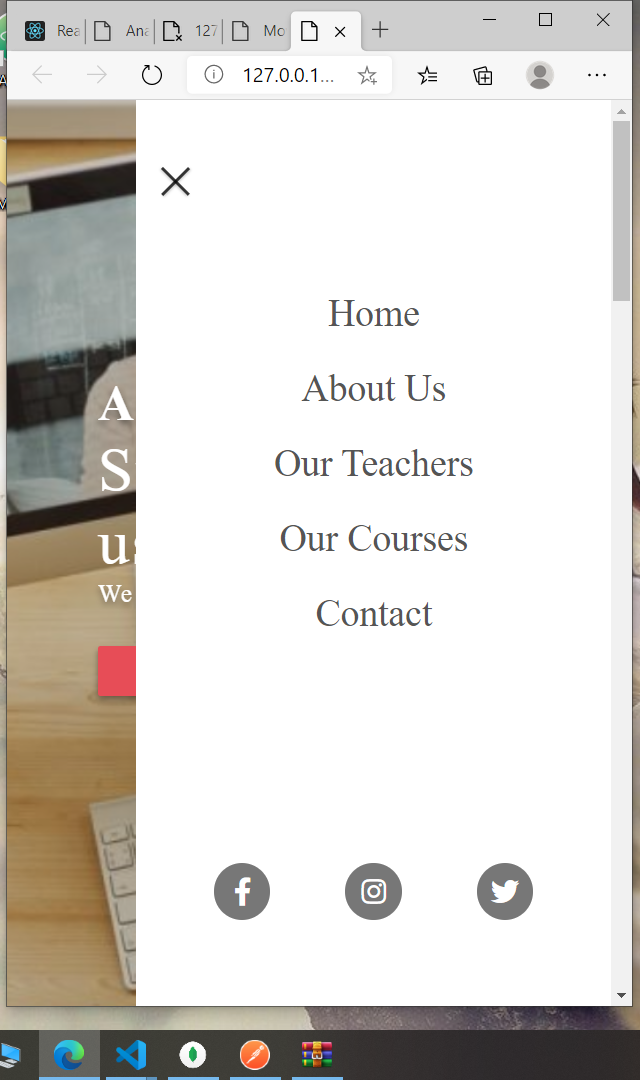 Rea
Ana
127
Mo
127.0.0.1...
Home
About Us
Our Teachers
Our Courses
Contact
A
S
us
We